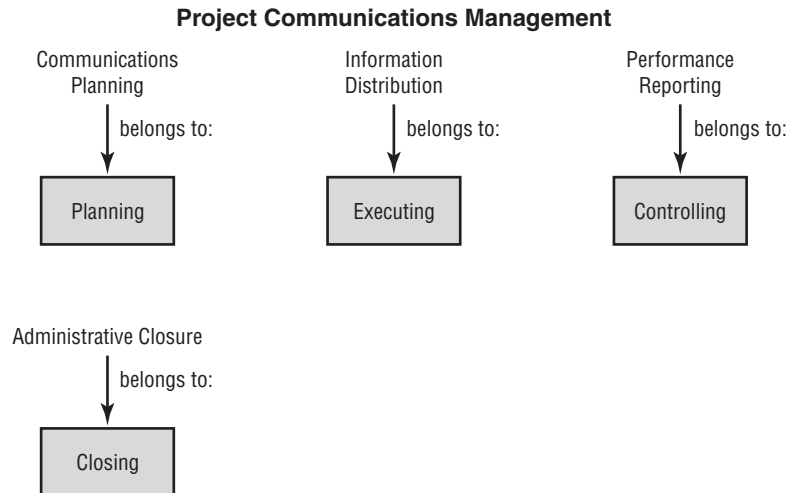 Project Communications Management
Communications
Planning
Information
Distribution
Performance
Reporting
belongs to:
belongs to:
belongs to:
Planning
Executing
Controlling
Administrative Closure
belongs to:
Closing